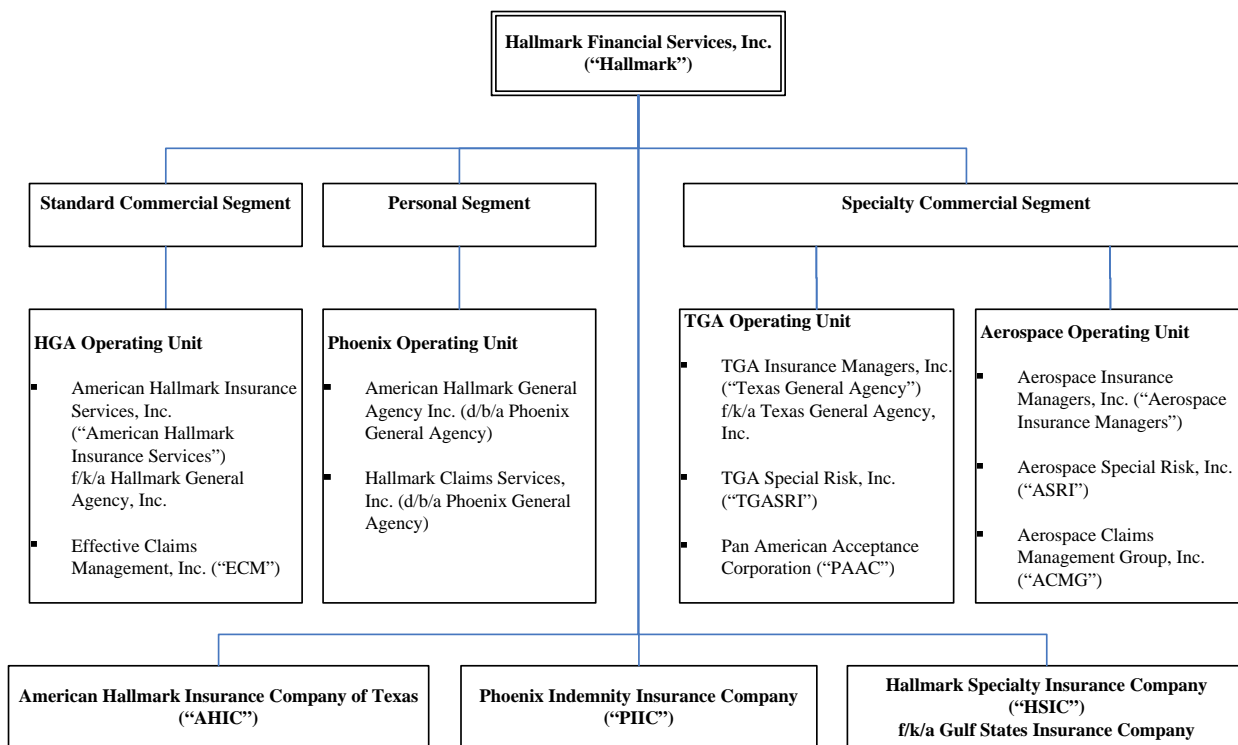 Hallmark Financial Services, Inc.
(“Hallmark”)
Standard Commercial Segment
Personal Segment
Specialty Commercial Segment
HGA Operating Unit
▪ American Hallmark Insurance
Services, Inc.
(“American Hallmark
Insurance Services”)
f/k/a Hallmark General
Agency, Inc.
▪ Effective Claims
Management, Inc. (“ECM”)
Phoenix Operating Unit
▪ American Hallmark General
Agency Inc. (d/b/a Phoenix
General Agency)
▪ Hallmark Claims Services,
Inc. (d/b/a Phoenix General
Agency)
TGA Operating Unit
▪ TGA Insurance Managers, Inc.
(“Texas General Agency”)
f/k/a Texas General Agency,
Inc.
▪ TGA Special Risk, Inc.
(“TGASRI”)
▪ Pan American Acceptance
Corporation (“PAAC”)
Aerospace Operating Unit
▪ Aerospace Insurance
Managers, Inc. (“Aerospace
Insurance Managers”)
▪ Aerospace Special Risk, Inc.
(“ASRI”)
▪ Aerospace Claims
Management Group, Inc.
(“ACMG”)
American Hallmark Insurance Company of Texas
(“AHIC”)
Phoenix Indemnity Insurance Company
(“PIIC”)
Hallmark Specialty Insurance Company
(“HSIC”)
f/k/a Gulf States Insurance Company